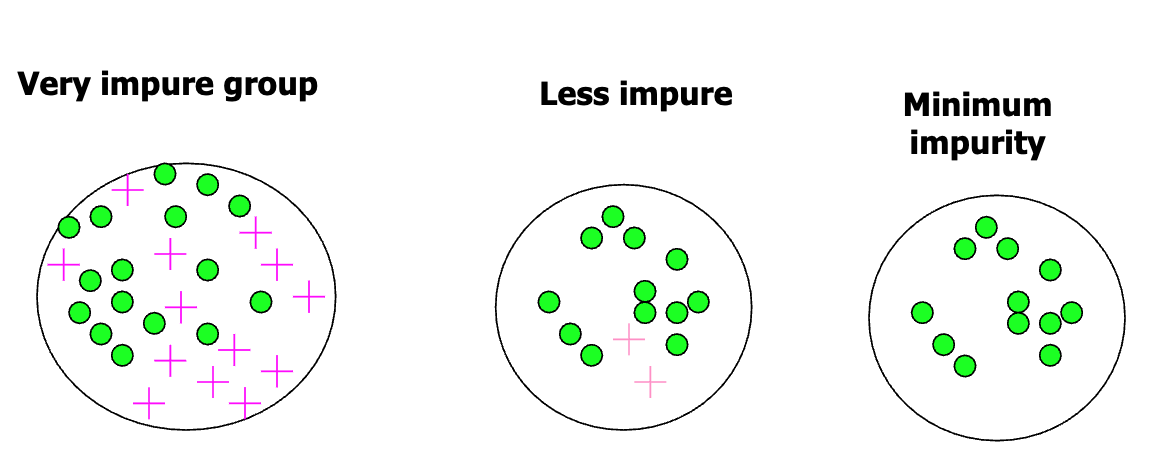 Very impure group
Less impure
Minimum
impurity